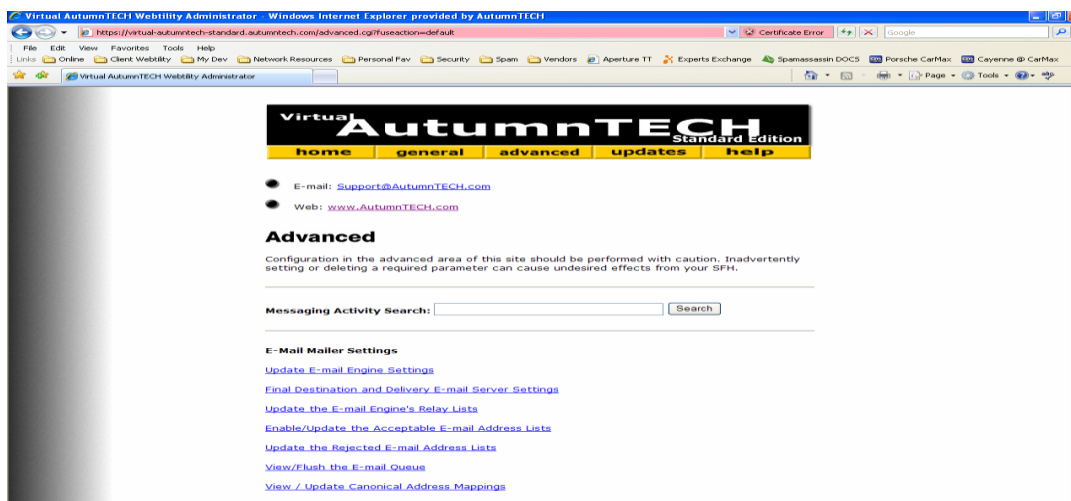 Virtual AutumnTECH Webtility Administrator - Windows Internet Explorer provided by AutumnTECH
https://virtual-autumntech-standard.autumntech.com/advanced.cgi?fuseaction=default
Certificate Error
Google
File Edit View Favorites Tools Help
Links Online Client Webtility My Dev Network Resources Personal Fav Security Spam Vendors Aperture TT Experts Exchange Spamassassin DOCS Porsche CarMax Cayenne @ CarMax
Virtual AutumnTECH Webtility Administrator
Page Tools
Virtual
AutumnTECH
Standard Edition
home general advanced updates help
E-mail: Support@AutumnTECH.com
Web: www.AutumnTECH.com
Advanced
Configuration in the advanced area of this site should be performed with caution. Inadvertently
setting or deleting a required parameter can cause undesired effects from your SFH.
Messaging Activity Search:
Search
E-Mail Mailer Settings
Update E-mail Engine Settings
Final Destination and Delivery E-mail Server Settings
Update the E-mail Engine's Relay Lists
Enable/Update the Acceptable E-mail Address Lists
Update the Rejected E-mail Address Lists
View/Flush the E-mail Queue
View / Update Canonical Address Mappings